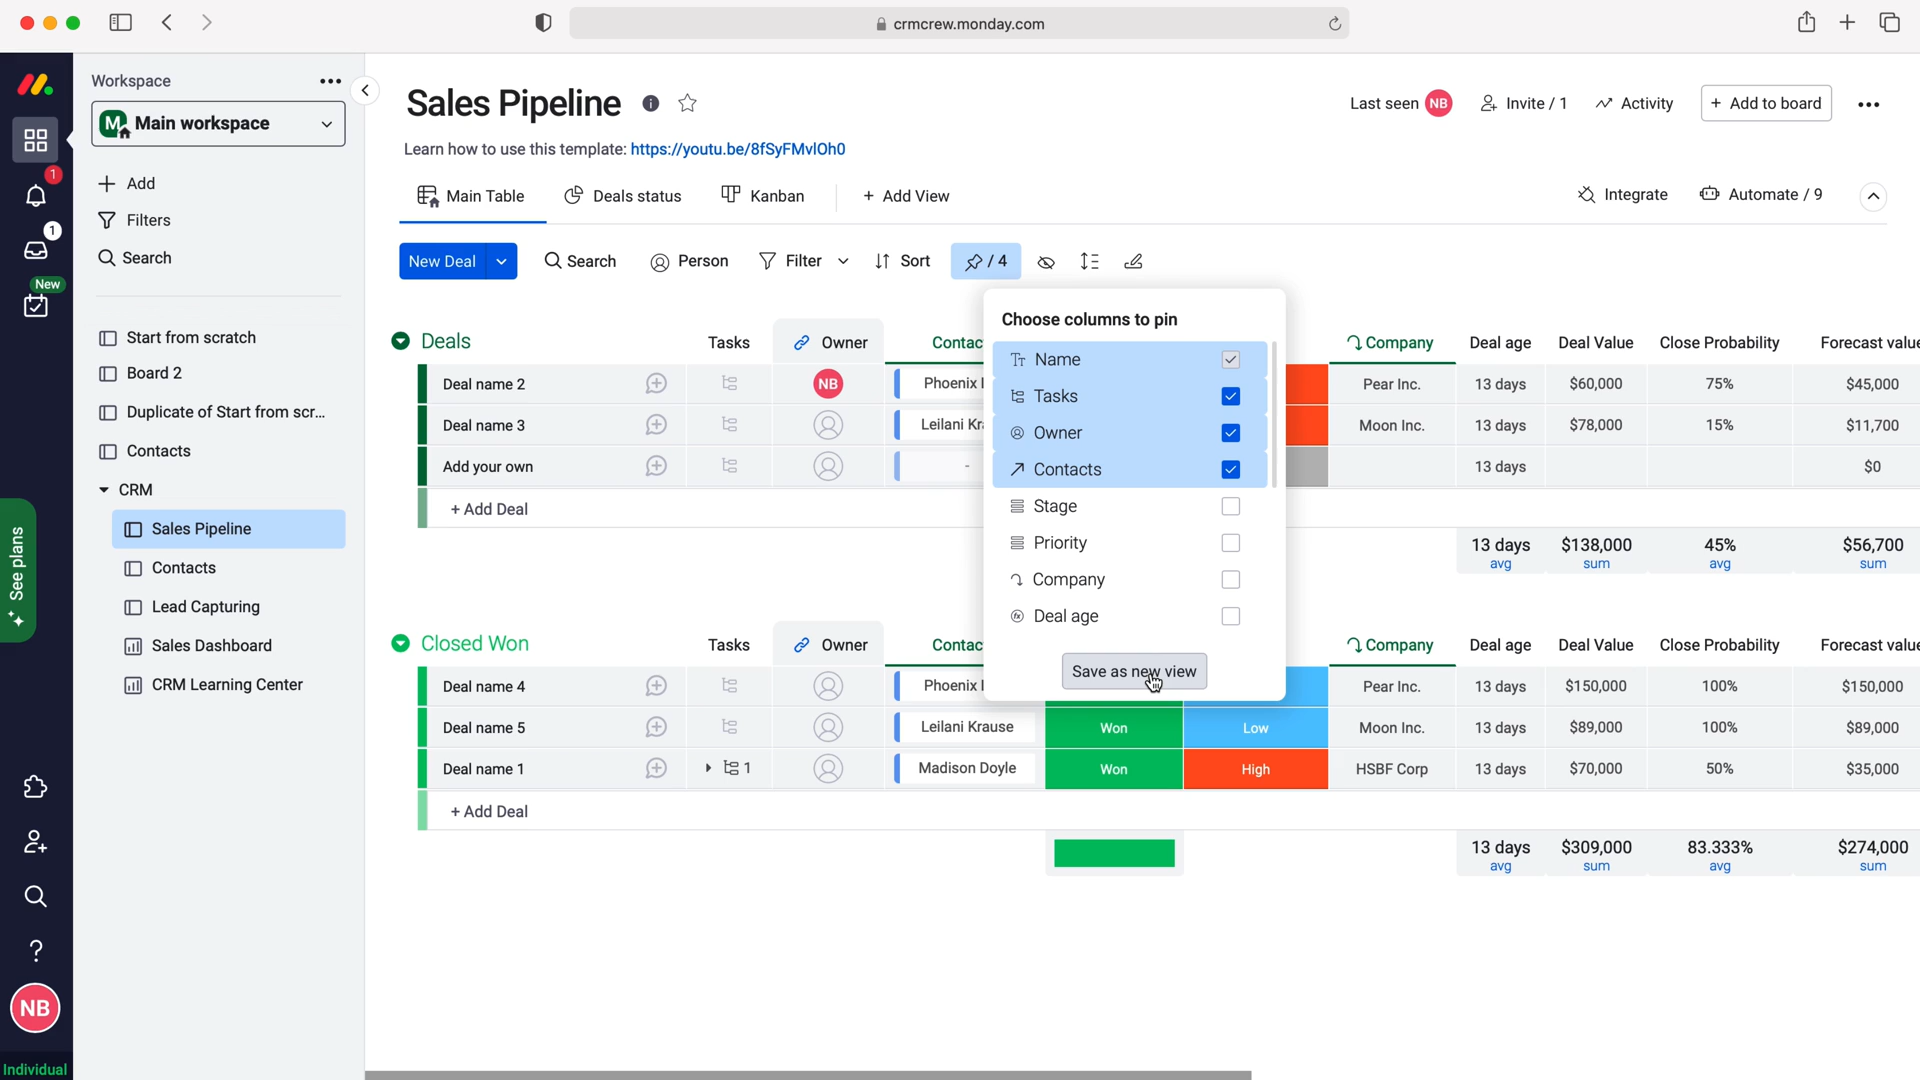 crmcrew.monday.com
Workspace
M Main workspace
Add
Filters
Search
Start from scratch
Board 2
Duplicate of Start from scr...
Contacts
CRM
Sales Pipeline
Contacts
Lead Capturing
Sales Dashboard
CRM Learning Center
1
1
New
See plans
?
NB
Individual
Sales Pipeline
Last seen NB Invite / 1 Activity + Add to board
Learn how to use this template: https://youtu.be/8fSyFMvlOh0
Main Table Deals status Kanban + Add View Integrate Automate / 9
New Deal Search Person Filter Sort / 4
Choose columns to pin
Name
Tasks
Owner
Contacts
Stage
Priority
Company
Deal age
Save as new view
Deals Tasks Owner Contac Company Deal age Deal Value Close Probability Forecast value
Deal name 2 NB Phoenix Pear Inc. 13 days $60,000 75% $45,000
Deal name 3 Leilani Kra Moon Inc. 13 days $78,000 15% $11,700
Add your own - 13 days $0
+ Add Deal
13 days $138,000 45% $56,700
avg sum avg sum
Closed Won Tasks Owner Contac Company Deal age Deal Value Close Probability Forecast value
Deal name 4 Phoenix Pear Inc. 13 days $150,000 100% $150,000
Deal name 5 Leilani Krause Won Low Moon Inc. 13 days $89,000 100% $89,000
Deal name 1 1 Madison Doyle Won High HSBF Corp 13 days $70,000 50% $35,000
+ Add Deal
13 days $309,000 83.333% $274,000
avg sum avg sum